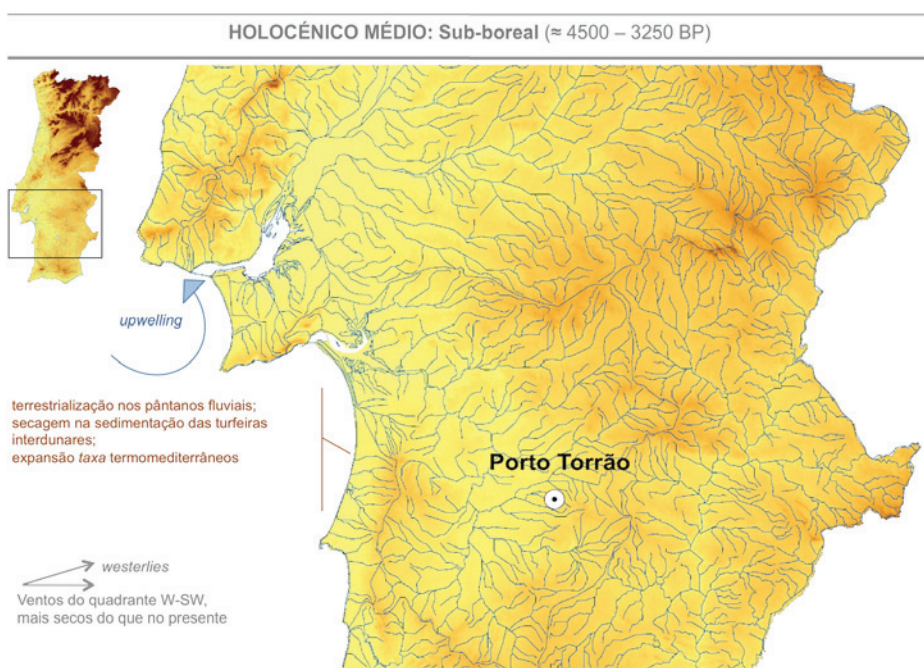 HOLOCÉNICO MÉDIO: Sub-boreal (≈ 4500 – 3250 BP)
upwelling
terrestrialização nos pântanos fluviais;
secagem na sedimentação das turfeiras
interdunares;
expansão taxa termomediterrâneos
Porto Torrão
westerlies
Ventos do quadrante W-SW,
mais secos do que no presente